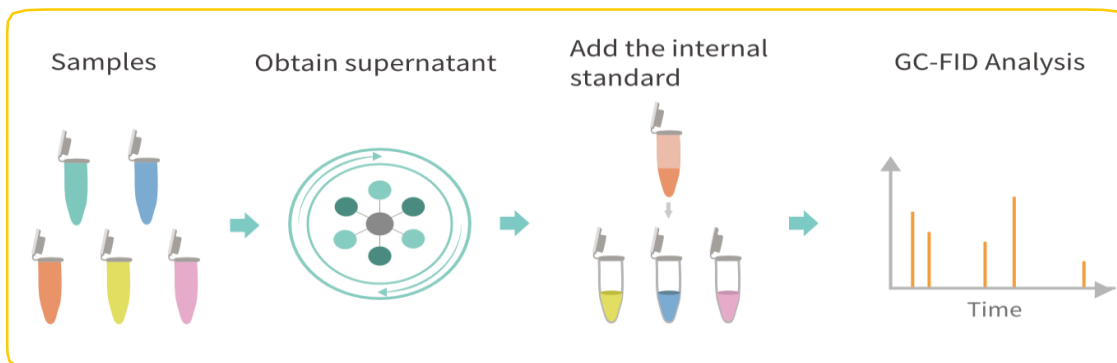 Samples
Obtain supernatant
Add the internal
standard
GC-FID Analysis
Time